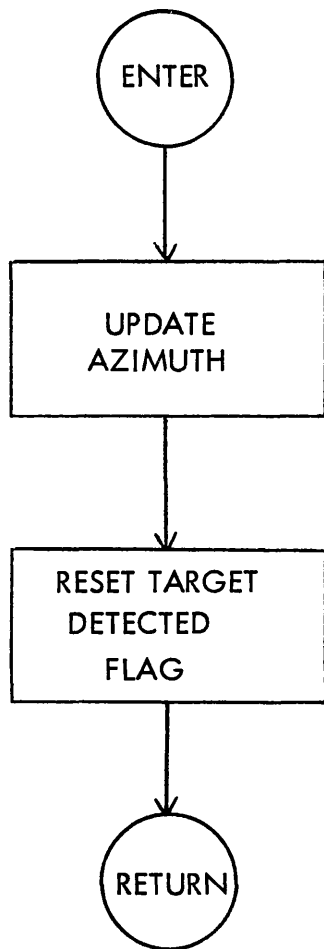 ENTER
UPDATE
AZIMUTH
RESET TARGET
DETECTED
FLAG
RETURN